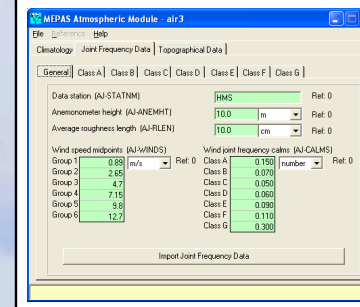 MEPAS Atmospheric Module - air3
File Reference Help
Climatology Joint Frequency Data Topographical Data
General Class A Class B Class C Class D Class E Class F Class G
Data station (AJ-STATNM) HMS Ref: 0
Anemonometer height (AJ-ANEMHT) 10.0 m Ref: 0
Average roughness length (AJ-RLEN) 10.0 cm Ref: 0
Wind speed midpoints (AJ-WINDS) Wind joint frequency calms (AJ-CALMS)
Group 1 0.89 m/s Ref: 0 Class A 0.150 number Ref: 0
Group 2 2.65 Class B 0.070
Group 3 4.7 Class C 0.050
Group 4 7.15 Class D 0.060
Group 5 9.8 Class E 0.090
Group 6 12.7 Class F 0.110
Class G 0.300
Import Joint Frequency Data